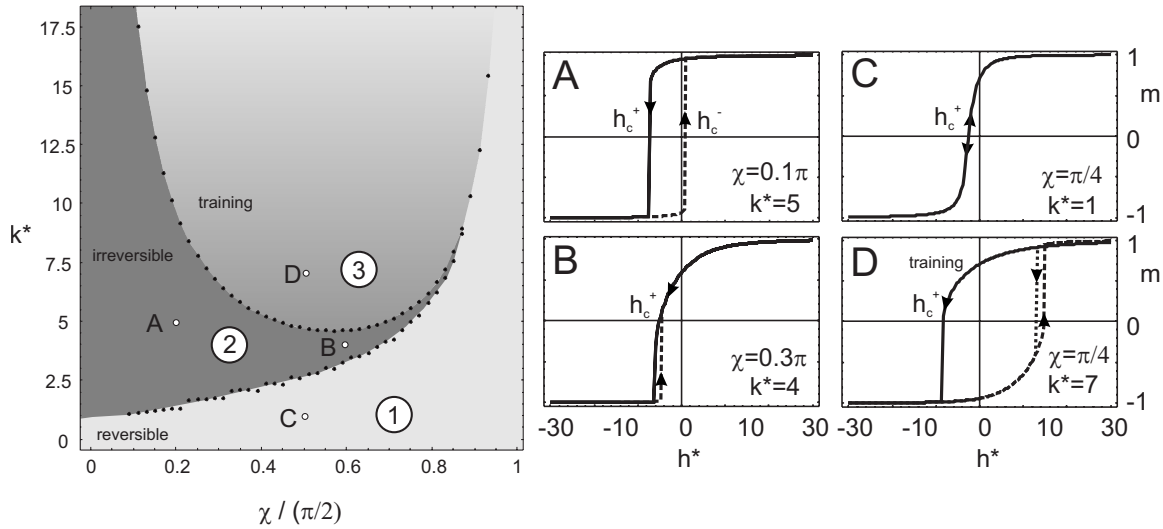 17.5
15
12.5
10
k*
7.5
5
2.5
0
training
irreversible
reversible
D
3
A
2
B
C
1
0
0.2
0.4
0.6
0.8
1
χ / (π/2)
A
h_c^+
h_c^-
χ=0.1π
k*=5
B
h_c^+
χ=0.3π
k*=4
-30
-10
0
10
30
h*
C
h_c^+
χ=π/4
k*=1
1
m
0
-1
D
training
h_c^+
χ=π/4
k*=7
1
m
0
-1
-30
-10
0
10
30
h*